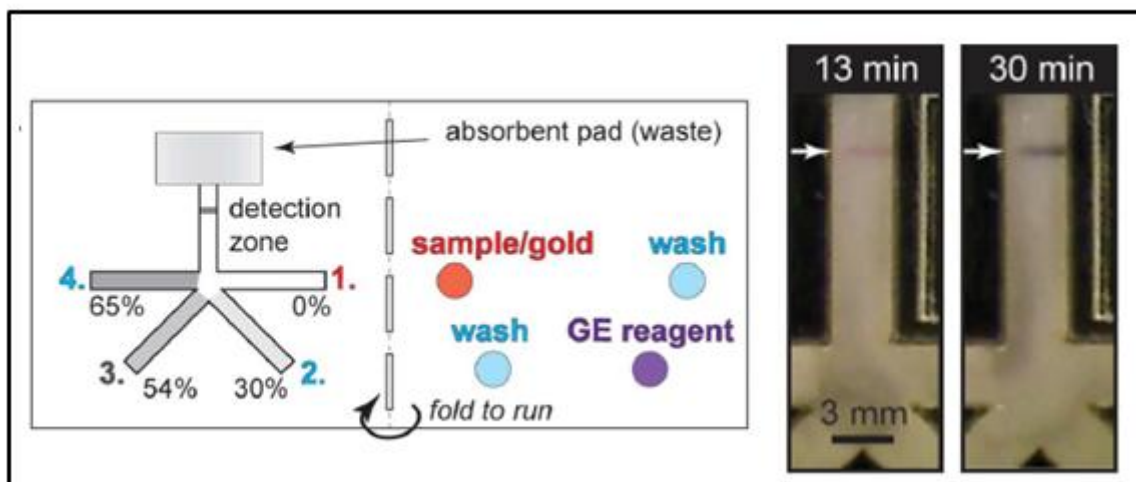 absorbent pad (waste)
detection
zone
4.
1.
65%
0%
3.
2.
54%
30%
sample/gold
wash
wash
GE reagent
fold to run
13 min
30 min
3 mm